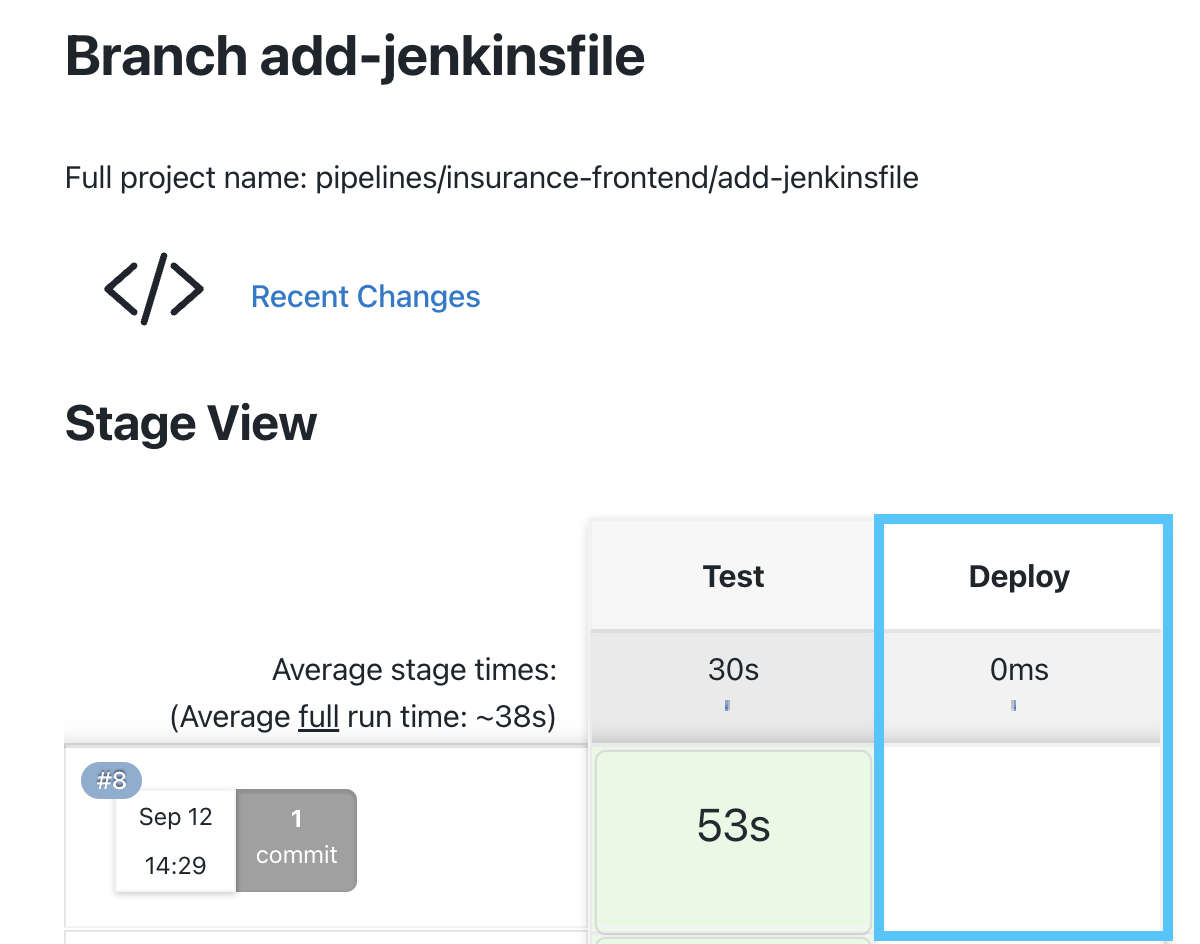 Branch add-jenkinsfile
Full project name: pipelines/insurance-frontend/add-jenkinsfile
</> Recent Changes
Stage View
Test Deploy
Average stage times: 30s 0ms
(Average full run time: ~38s)
#8
Sep 12 1
14:29 commit
53s